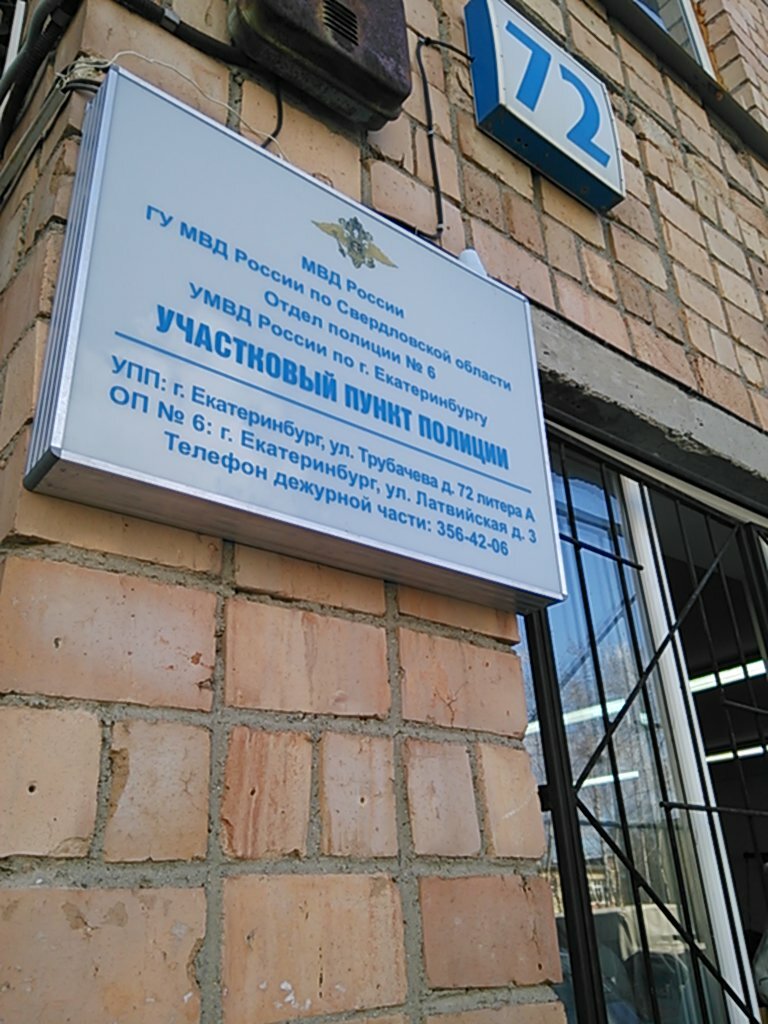 72
МВД России
ГУ МВД России по Свердловской области
Отдел полиции № 6
УМВД России по г. Екатеринбургу
УЧАСТКОВЫЙ ПУНКТ ПОЛИЦИИ
УПП: г. Екатеринбург, ул. Трубачева д. 72 литера А
ОП № 6: г. Екатеринбург, ул. Латвийская д. 3
Телефон дежурной части: 356-42-06